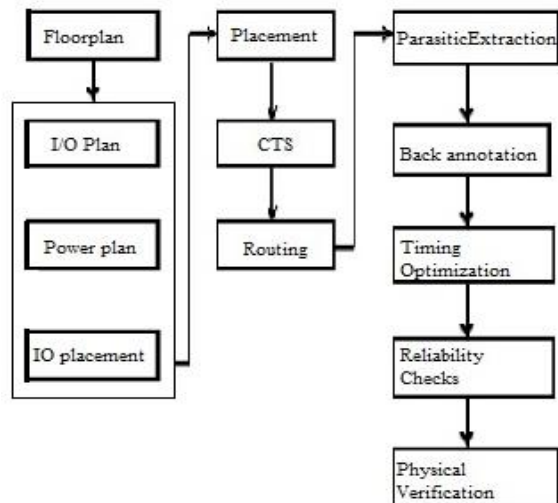 Floorplan
I/O Plan
Power plan
IO placement
Placement
CTS
Routing
ParasiticExtraction
Back annotation
Timing
Optimization
Reliability
Checks
Physical
Verification